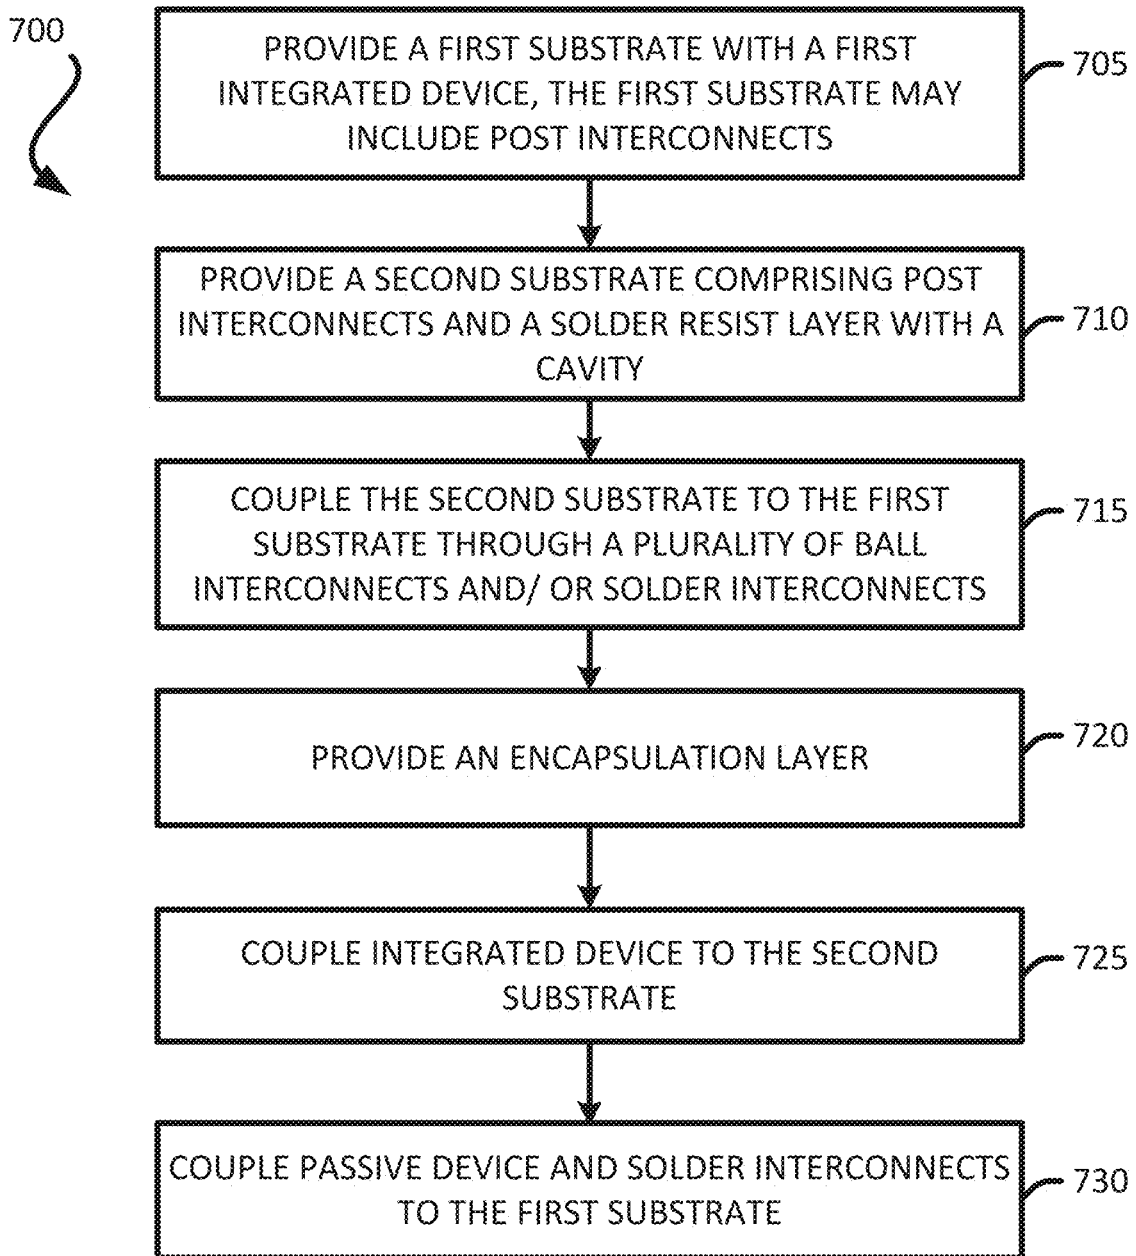 700
PROVIDE A FIRST SUBSTRATE WITH A FIRST
INTEGRATED DEVICE, THE FIRST SUBSTRATE MAY
INCLUDE POST INTERCONNECTS
705
PROVIDE A SECOND SUBSTRATE COMPRISING POST
INTERCONNECTS AND A SOLDER RESIST LAYER WITH A
CAVITY
710
COUPLE THE SECOND SUBSTRATE TO THE FIRST
SUBSTRATE THROUGH A PLURALITY OF BALL
INTERCONNECTS AND/ OR SOLDER INTERCONNECTS
715
PROVIDE AN ENCAPSULATION LAYER
720
COUPLE INTEGRATED DEVICE TO THE SECOND
SUBSTRATE
725
COUPLE PASSIVE DEVICE AND SOLDER INTERCONNECTS
TO THE FIRST SUBSTRATE
730